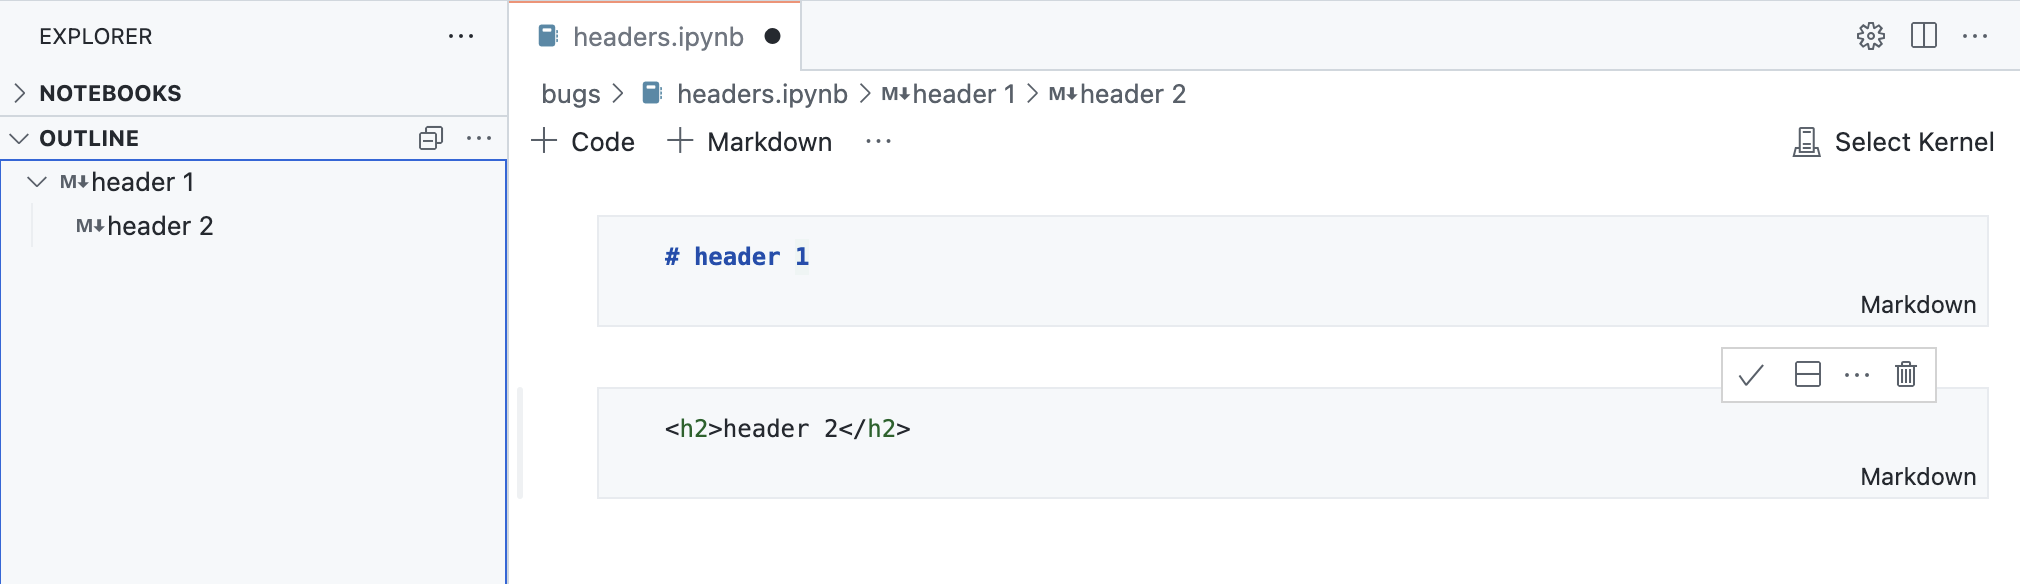 EXPLORER
NOTEBOOKS
OUTLINE
M↓ header 1
M↓ header 2
headers.ipynb
bugs > headers.ipynb > M↓ header 1 > M↓ header 2
+ Code + Markdown ··· Select Kernel
# header 1
Markdown
<h2>header 2</h2>
Markdown